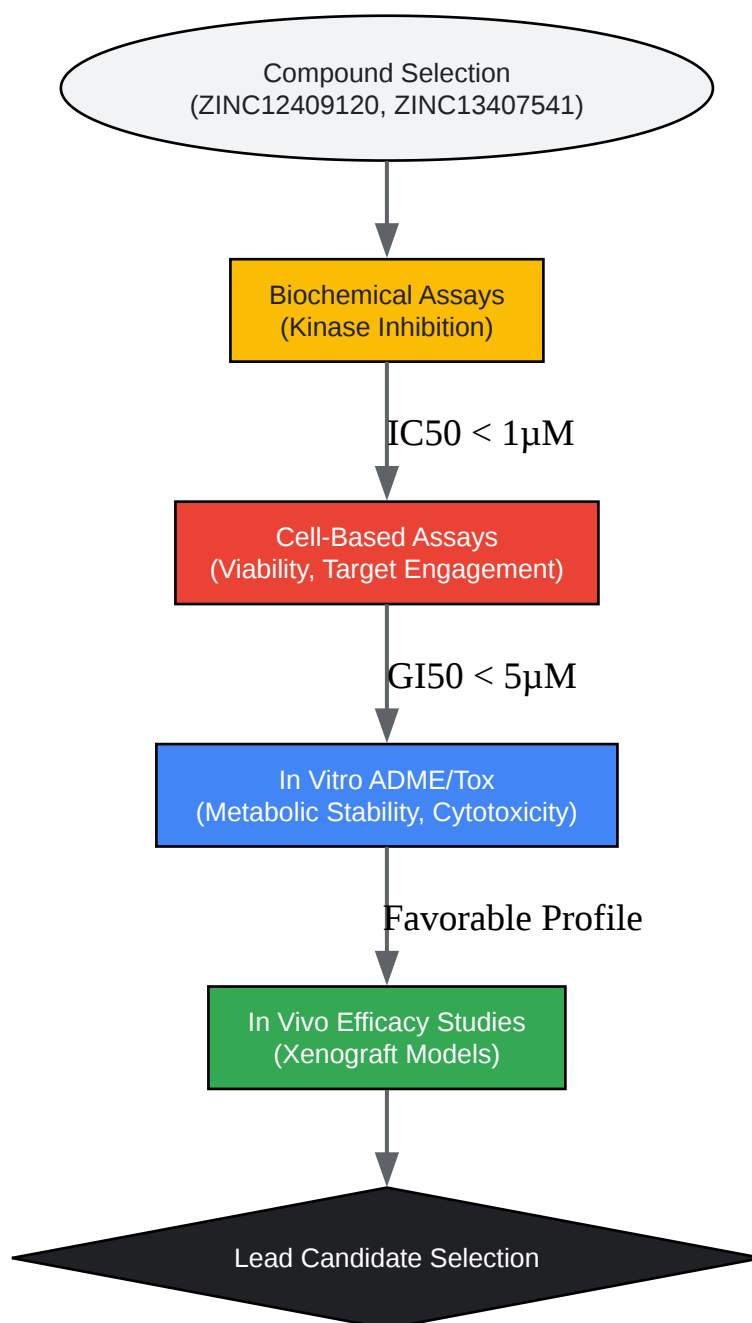 Compound Selection
(ZINC12409120, ZINC13407541)
Biochemical Assays
(Kinase Inhibition)
IC50 < 1µM
Cell-Based Assays
(Viability, Target Engagement)
GI50 < 5µM
In Vitro ADME/Tox
(Metabolic Stability, Cytotoxicity)
Favorable Profile
In Vivo Efficacy Studies
(Xenograft Models)
Lead Candidate Selection